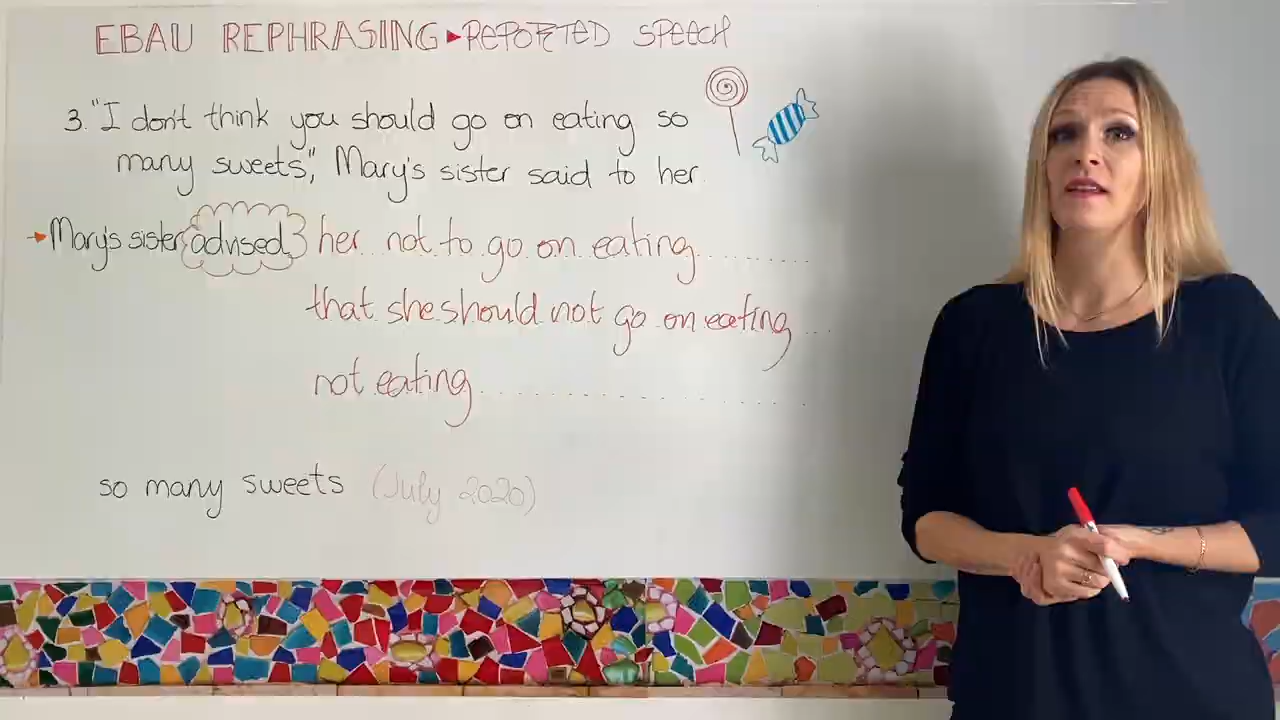 EBAU REPHRASING ▸ REPORTED SPEECH
3. "I don't think you should go on eating so
many sweets", Mary's sister said to her.
Mary's sister advised her not to go on eating ..........
that she should not go on eating ...
not eating ..............................
so many sweets (July 2020)